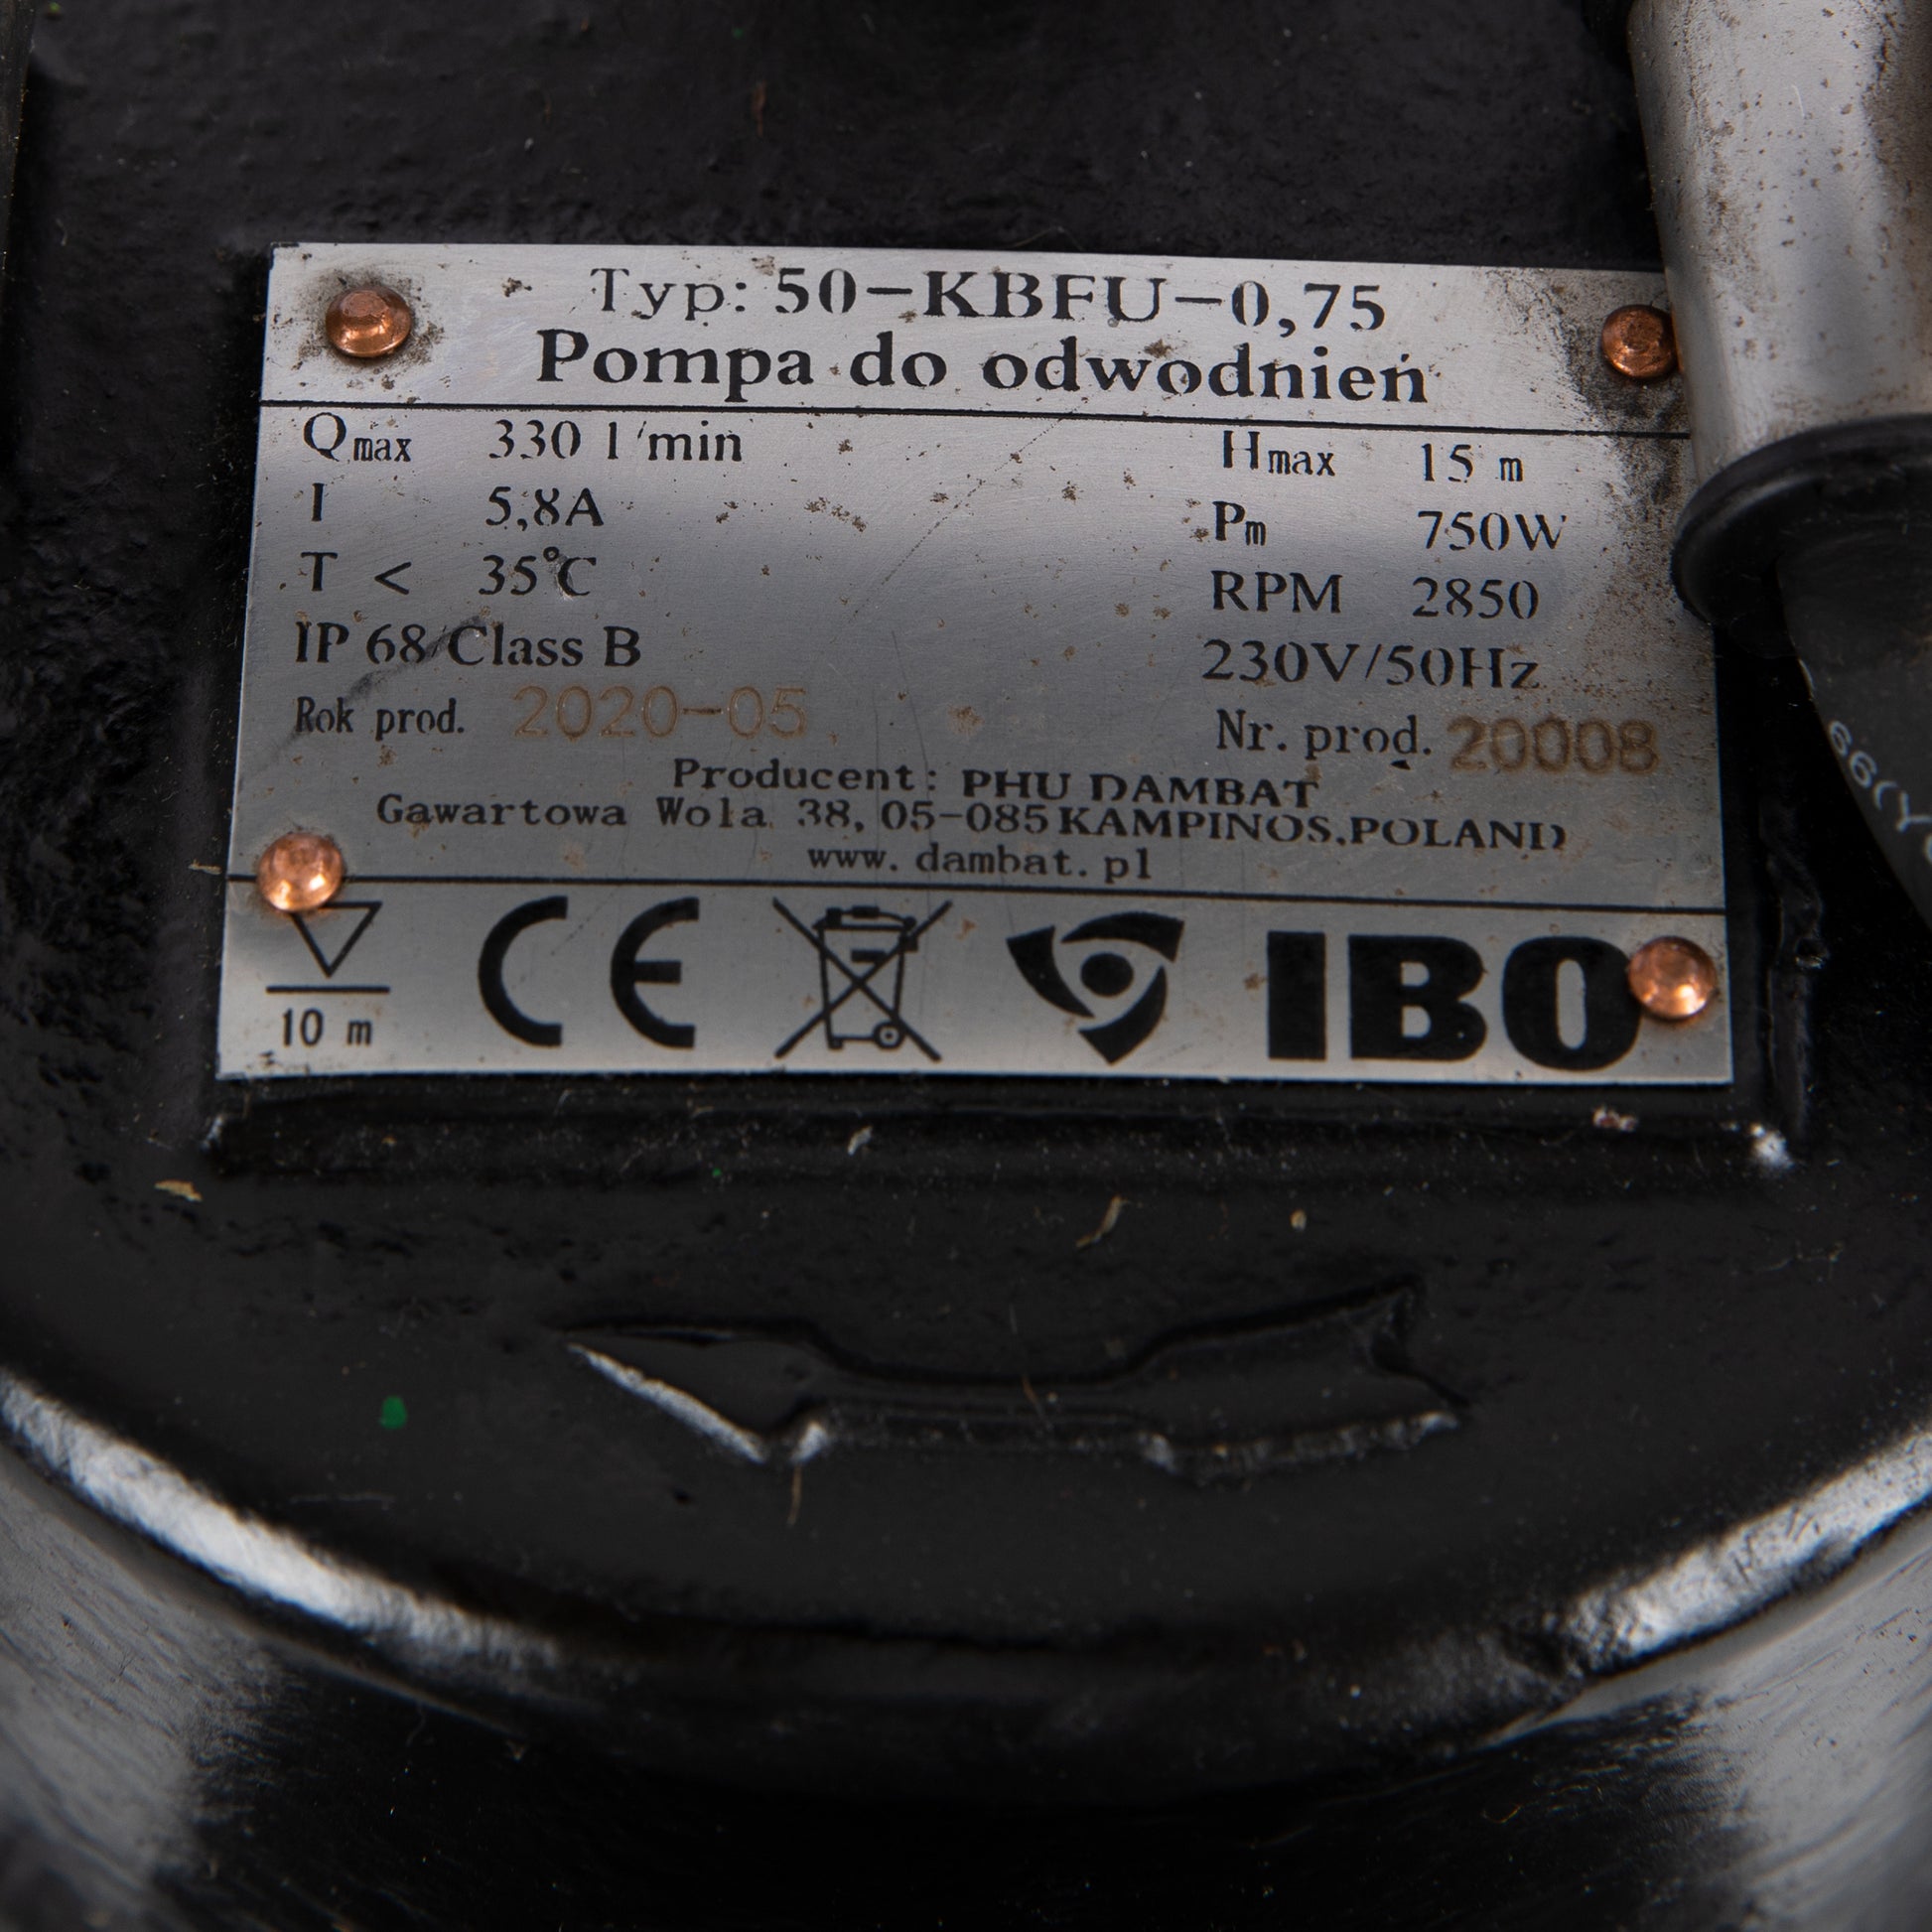 Typ: 50-KBFU-0,75
Pompa do odwodnień
Qmax 330 l/min Hmax 15 m
I 5,8A Pm 750W
T < 35°C RPM 2850
IP 68 Class B 230V/50Hz
Rok prod. 2020-05 Nr. prod. 20008
Producent: PHU DAMBAT
Gawartowa Wola 38, 05-085 KAMPINOS, POLAND
www.dambat.pl
10 m CE IBO